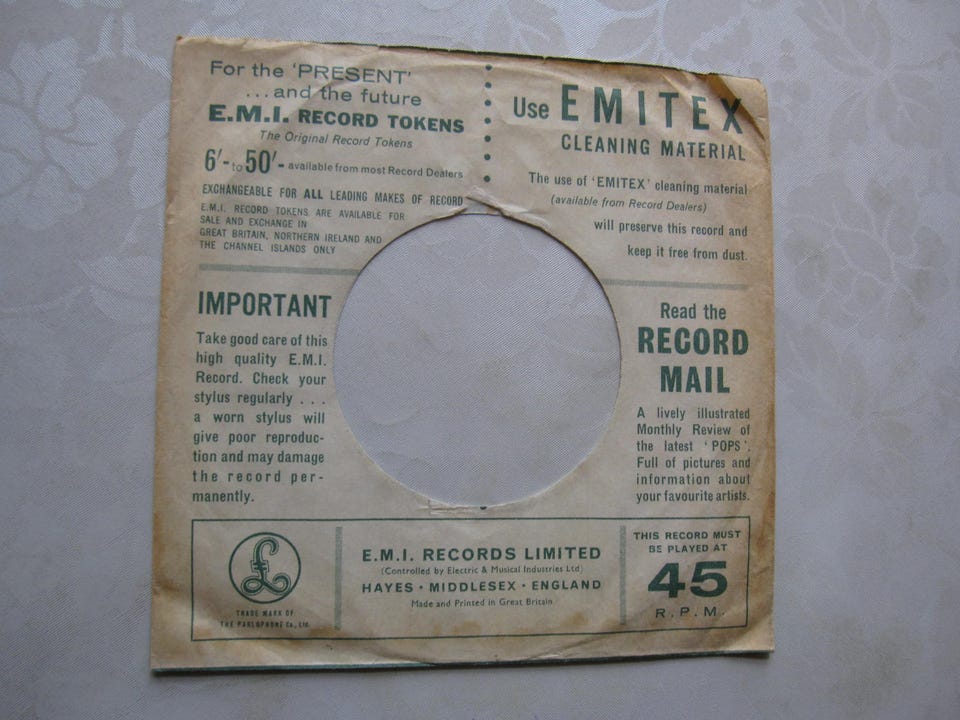 For the 'PRESENT'
...and the future
E.M.I. RECORD TOKENS
The Original Record Tokens
6/- to 50/- available from most Record Dealers
EXCHANGEABLE FOR ALL LEADING MAKES OF RECORD
E.M.I. RECORD TOKENS ARE AVAILABLE FOR
SALE AND EXCHANGE IN
GREAT BRITAIN, NORTHERN IRELAND AND
THE CHANNEL ISLANDS ONLY
Use EMITEX
CLEANING MATERIAL
The use of 'EMITEX' cleaning material
(available from Record Dealers)
will preserve this record and
keep it free from dust.
IMPORTANT
Take good care of this
high quality E.M.I.
Record. Check your
stylus regularly ...
a worn stylus will
give poor reproduc-
tion and may damage
the record per-
manently.
Read the
RECORD
MAIL
A lively illustrated
Monthly Review of
the latest 'POPS'.
Full of pictures and
information about
your favourite artists.
£
TRADE MARK OF
THE PARLOPHONE Co., Ltd.
E.M.I. RECORDS LIMITED
(Controlled by Electric & Musical Industries Ltd)
HAYES · MIDDLESEX · ENGLAND
Made and Printed in Great Britain
THIS RECORD MUST
BE PLAYED AT
45
R.P.M.